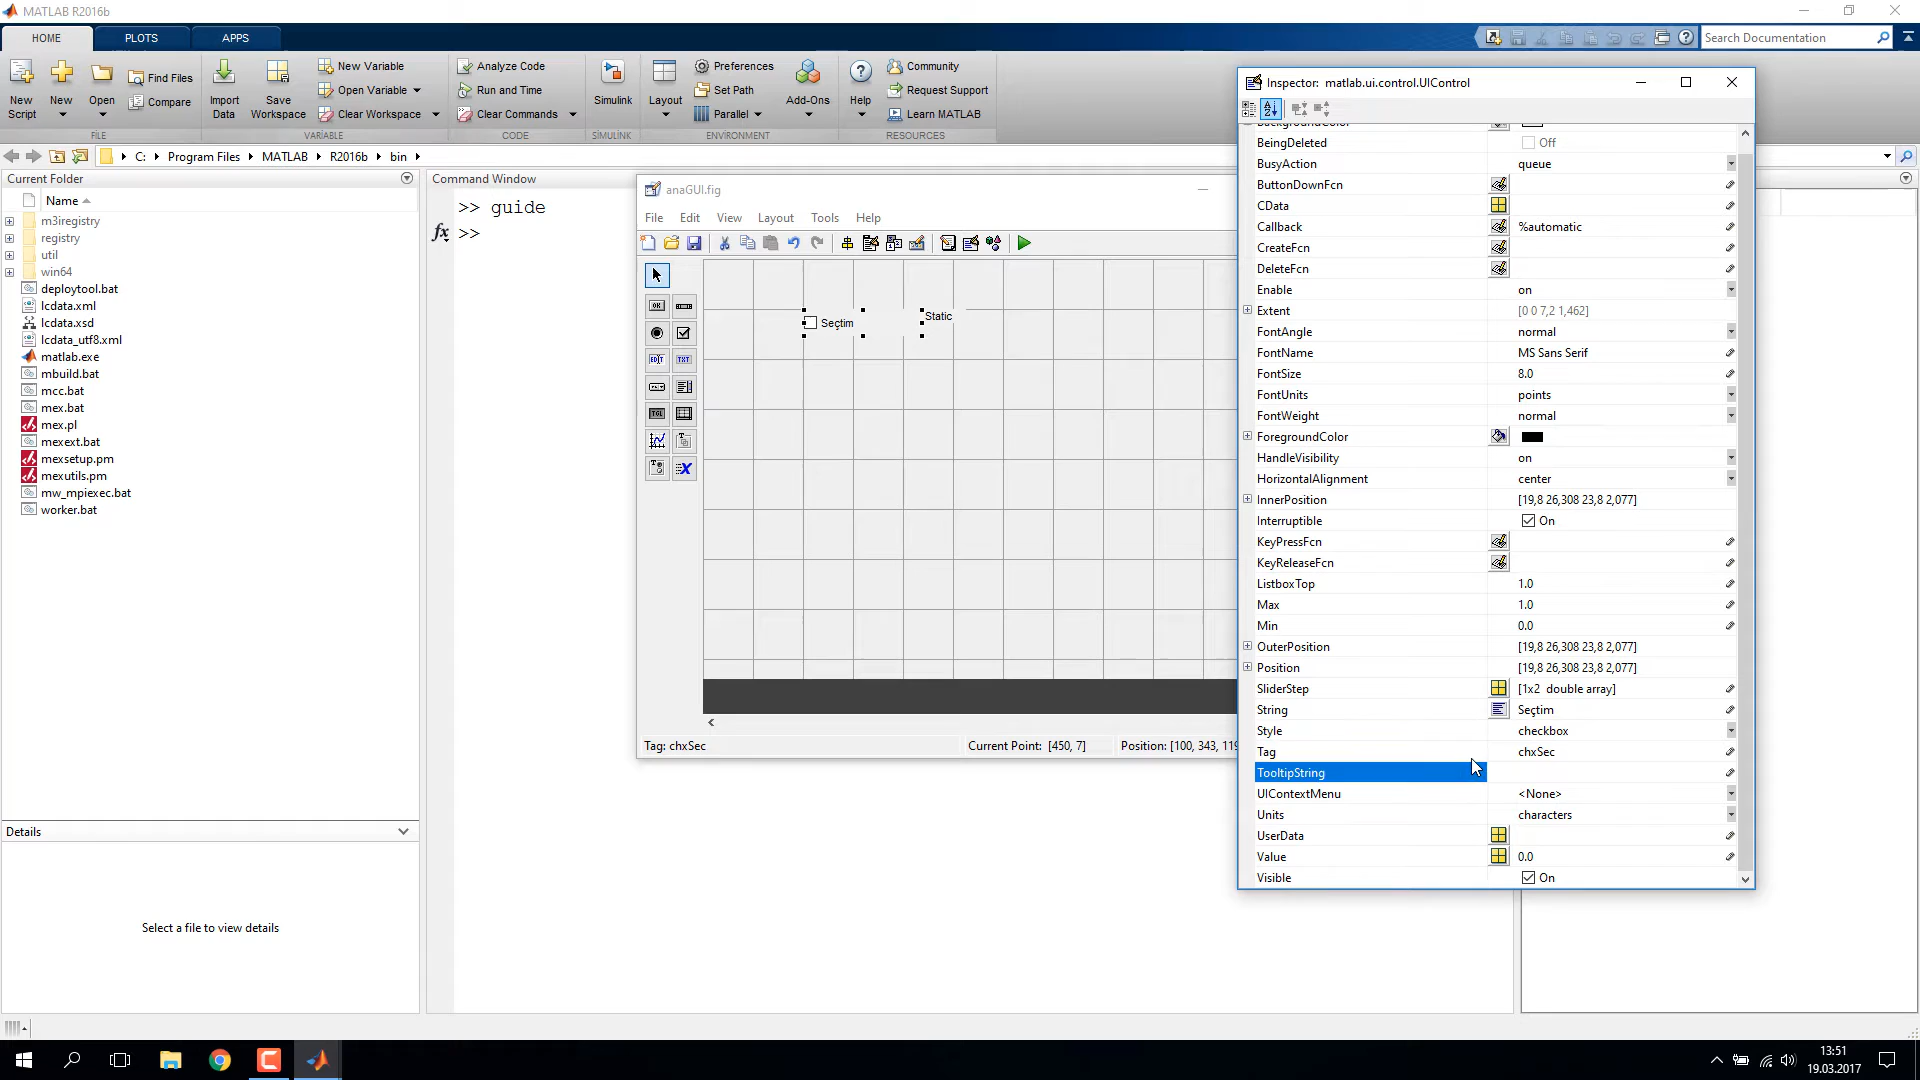 MATLAB R2016b
HOME
PLOTS
APPS
Search Documentation
New Script
New
Open
Find Files
Compare
Import Data
Save Workspace
New Variable
Open Variable
Clear Workspace
Analyze Code
Run and Time
Clear Commands
Simulink
Layout
Preferences
Set Path
Parallel
Add-Ons
Help
Community
Request Support
Learn MATLAB
FILE
VARIABLE
CODE
SIMULINK
ENVIRONMENT
RESOURCES
C: Program Files MATLAB R2016b bin
Current Folder
Name
m3iregistry
registry
util
win64
deploytool.bat
lcdata.xml
lcdata.xsd
lcdata_utf8.xml
matlab.exe
mbuild.bat
mcc.bat
mex.bat
mex.pl
mexext.bat
mexsetup.pm
mexutils.pm
mw_mpiexec.bat
worker.bat
Details
Select a file to view details
Command Window
>> guide
fx >>
anaGUI.fig
File Edit View Layout Tools Help
OK
EDIT TXT
TGL
Seçtim
Static
Tag: chxSec
Current Point: [450, 7]
Position: [100, 343, 119
Inspector: matlab.ui.control.UIControl
BackgroundColor
BeingDeleted Off
BusyAction queue
ButtonDownFcn
CData
Callback %automatic
CreateFcn
DeleteFcn
Enable on
Extent [0 0 7,2 1,462]
FontAngle normal
FontName MS Sans Serif
FontSize 8.0
FontUnits points
FontWeight normal
ForegroundColor
HandleVisibility on
HorizontalAlignment center
InnerPosition [19,8 26,308 23,8 2,077]
Interruptible On
KeyPressFcn
KeyReleaseFcn
ListboxTop 1.0
Max 1.0
Min 0.0
OuterPosition [19,8 26,308 23,8 2,077]
Position [19,8 26,308 23,8 2,077]
SliderStep [1x2 double array]
String Seçtim
Style checkbox
Tag chxSec
TooltipString
UIContextMenu <None>
Units characters
UserData
Value 0.0
Visible On
13:51
19.03.2017